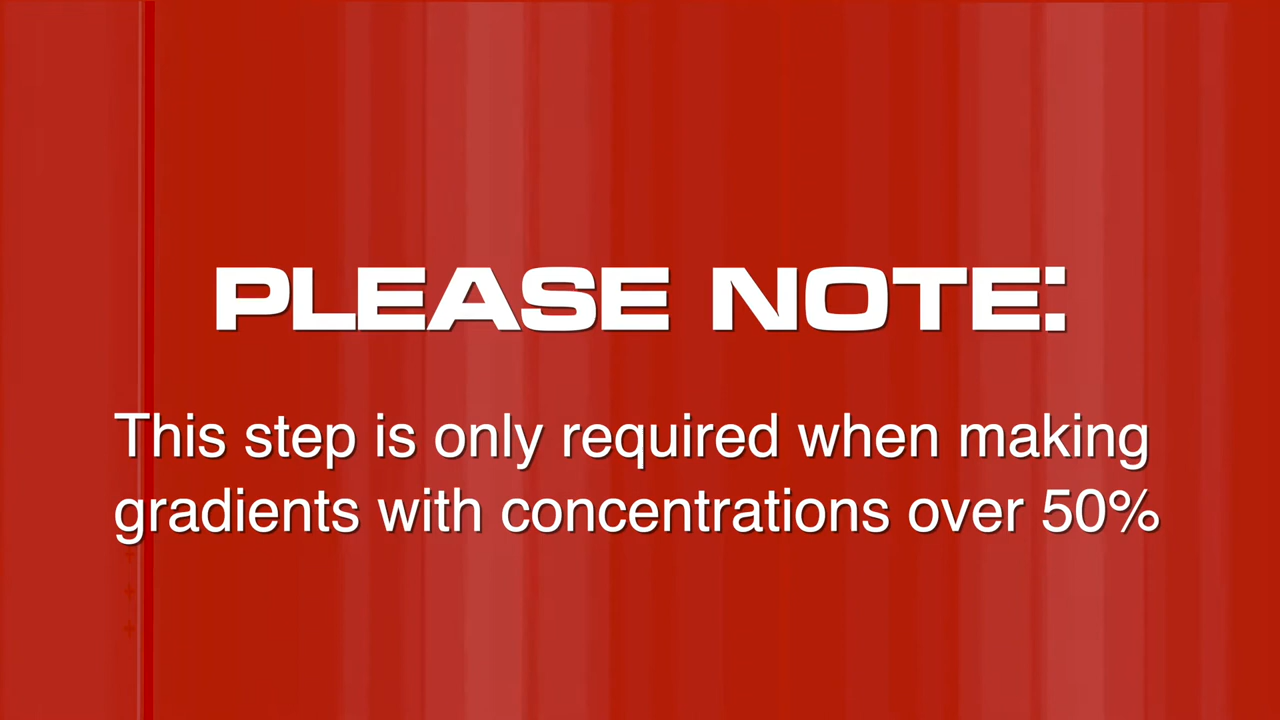 PLEASE NOTE:
This step is only required when making
gradients with concentrations over 50%